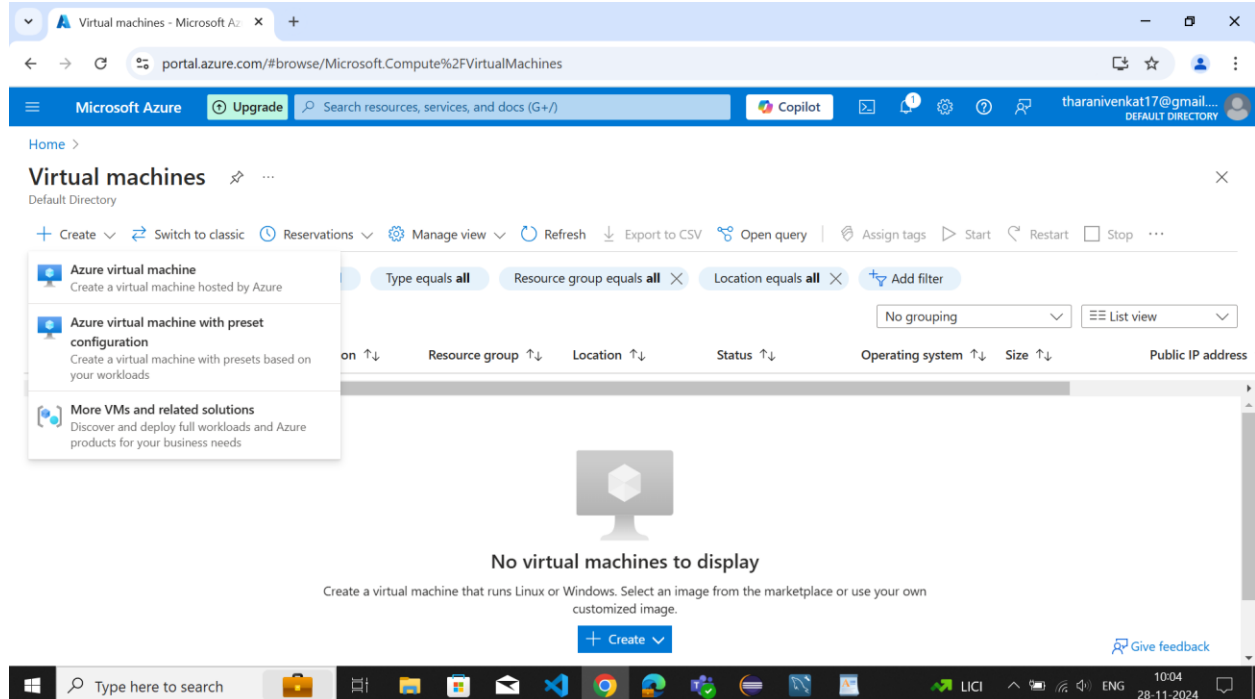 Virtual machines - Microsoft Az
portal.azure.com/#browse/Microsoft.Compute%2FVirtualMachines
Microsoft Azure Upgrade Search resources, services, and docs (G+/) Copilot 1 tharanivenkat17@gmail....
DEFAULT DIRECTORY
Home >
Virtual machines ...
Default Directory
+ Create Switch to classic Reservations Manage view Refresh Export to CSV Open query Assign tags Start Restart Stop ...
Azure virtual machine
Create a virtual machine hosted by Azure
Type equals all Resource group equals all Location equals all Add filter
Azure virtual machine with preset
configuration
Create a virtual machine with presets based on
your workloads
No grouping List view
on ↑↓ Resource group ↑↓ Location ↑↓ Status ↑↓ Operating system ↑↓ Size ↑↓ Public IP address
More VMs and related solutions
Discover and deploy full workloads and Azure
products for your business needs
No virtual machines to display
Create a virtual machine that runs Linux or Windows. Select an image from the marketplace or use your own
customized image.
+ Create
Give feedback
Type here to search LICI ENG 10:04
28-11-2024